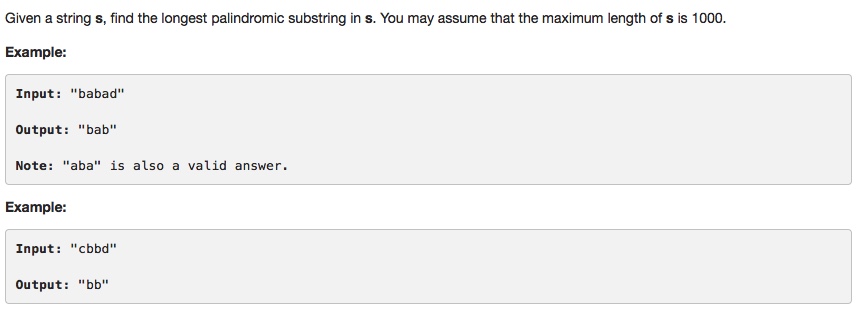 Given a string s, find the longest palindromic substring in s. You may assume that the maximum length of s is 1000.
Example:
Input: "babad"
Output: "bab"
Note: "aba" is also a valid answer.
Example:
Input: "cbbd"
Output: "bb"